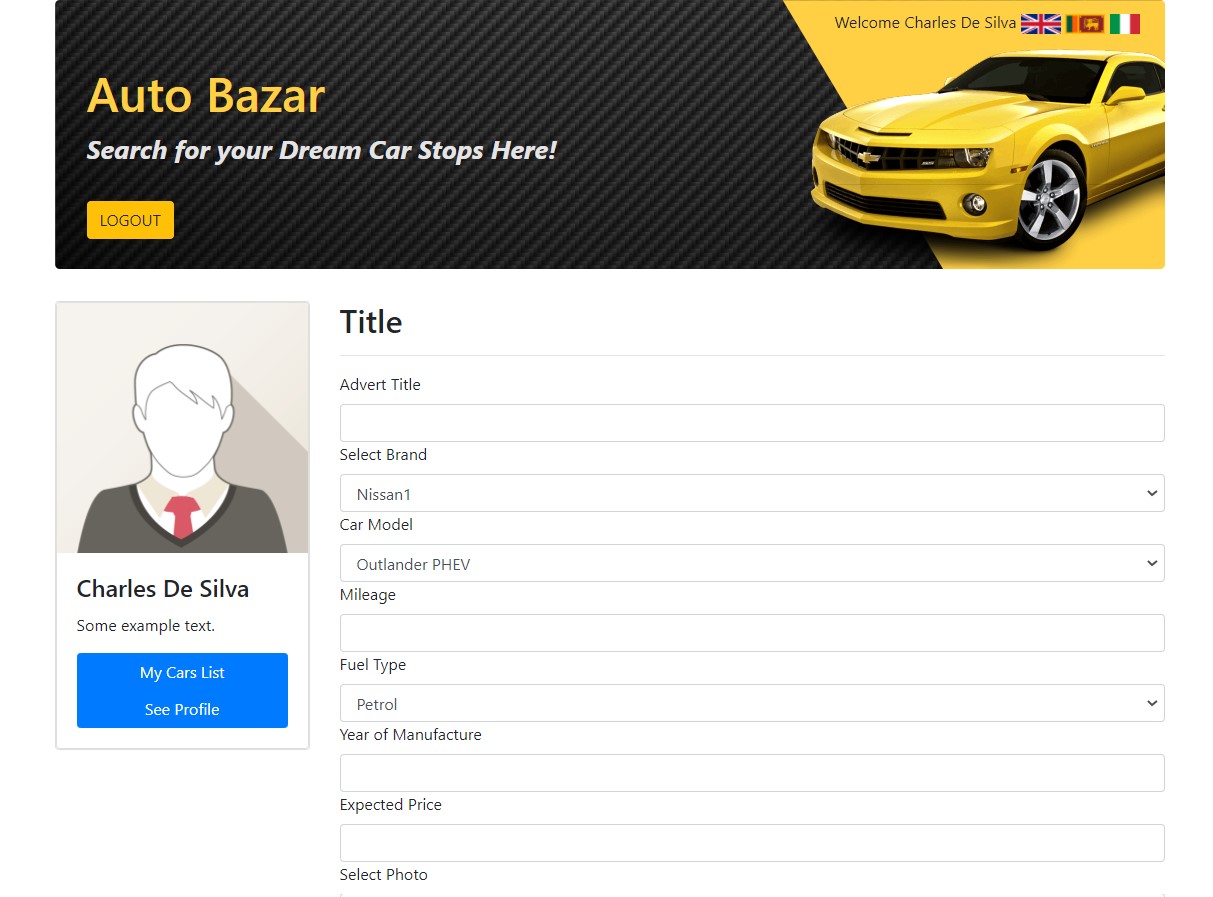 Welcome Charles De Silva
Auto Bazar
Search for your Dream Car Stops Here!
LOGOUT
Charles De Silva
Some example text.
My Cars List
See Profile
Title
Advert Title
Select Brand
Nissan1
Car Model
Outlander PHEV
Mileage
Fuel Type
Petrol
Year of Manufacture
Expected Price
Select Photo